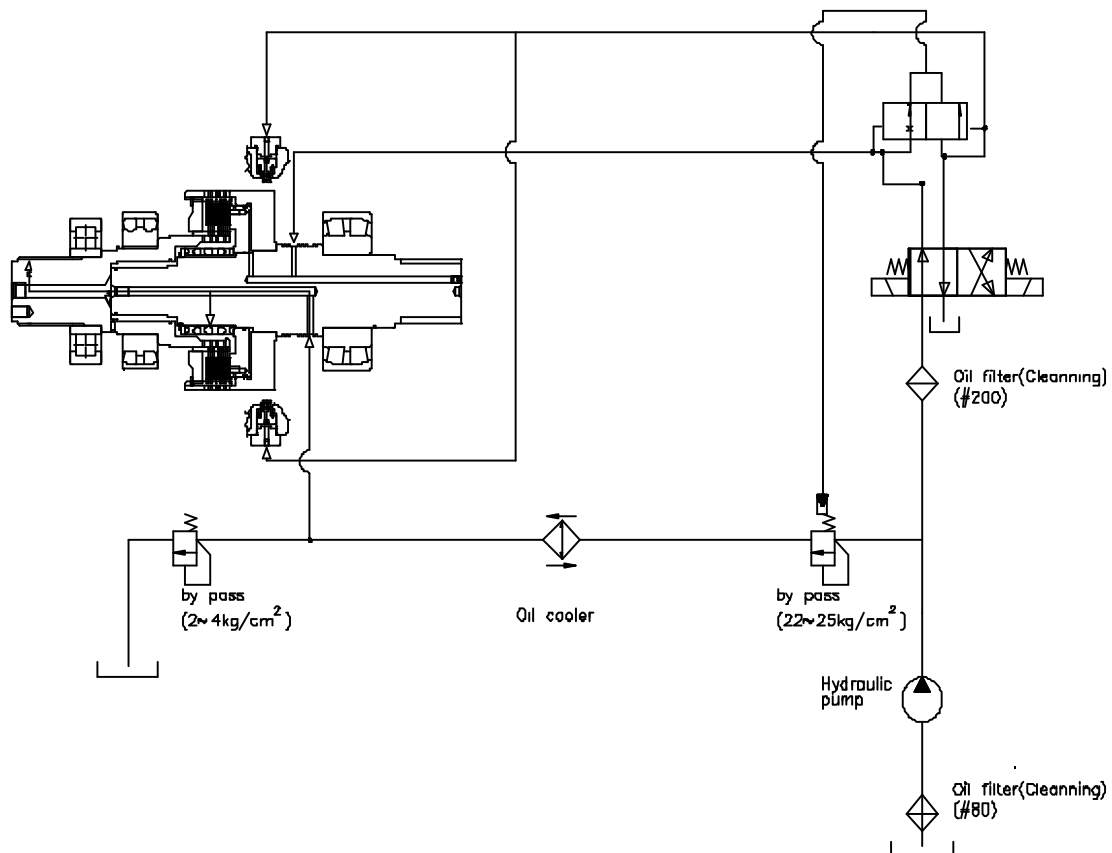 Oil filter(Cleanning)
(#200)
by pass
(2~4kg/cm²)
Oil cooler
by pass
(22~25kg/cm²)
Hydraulic
pump
Oil filter(Cleanning)
(#80)